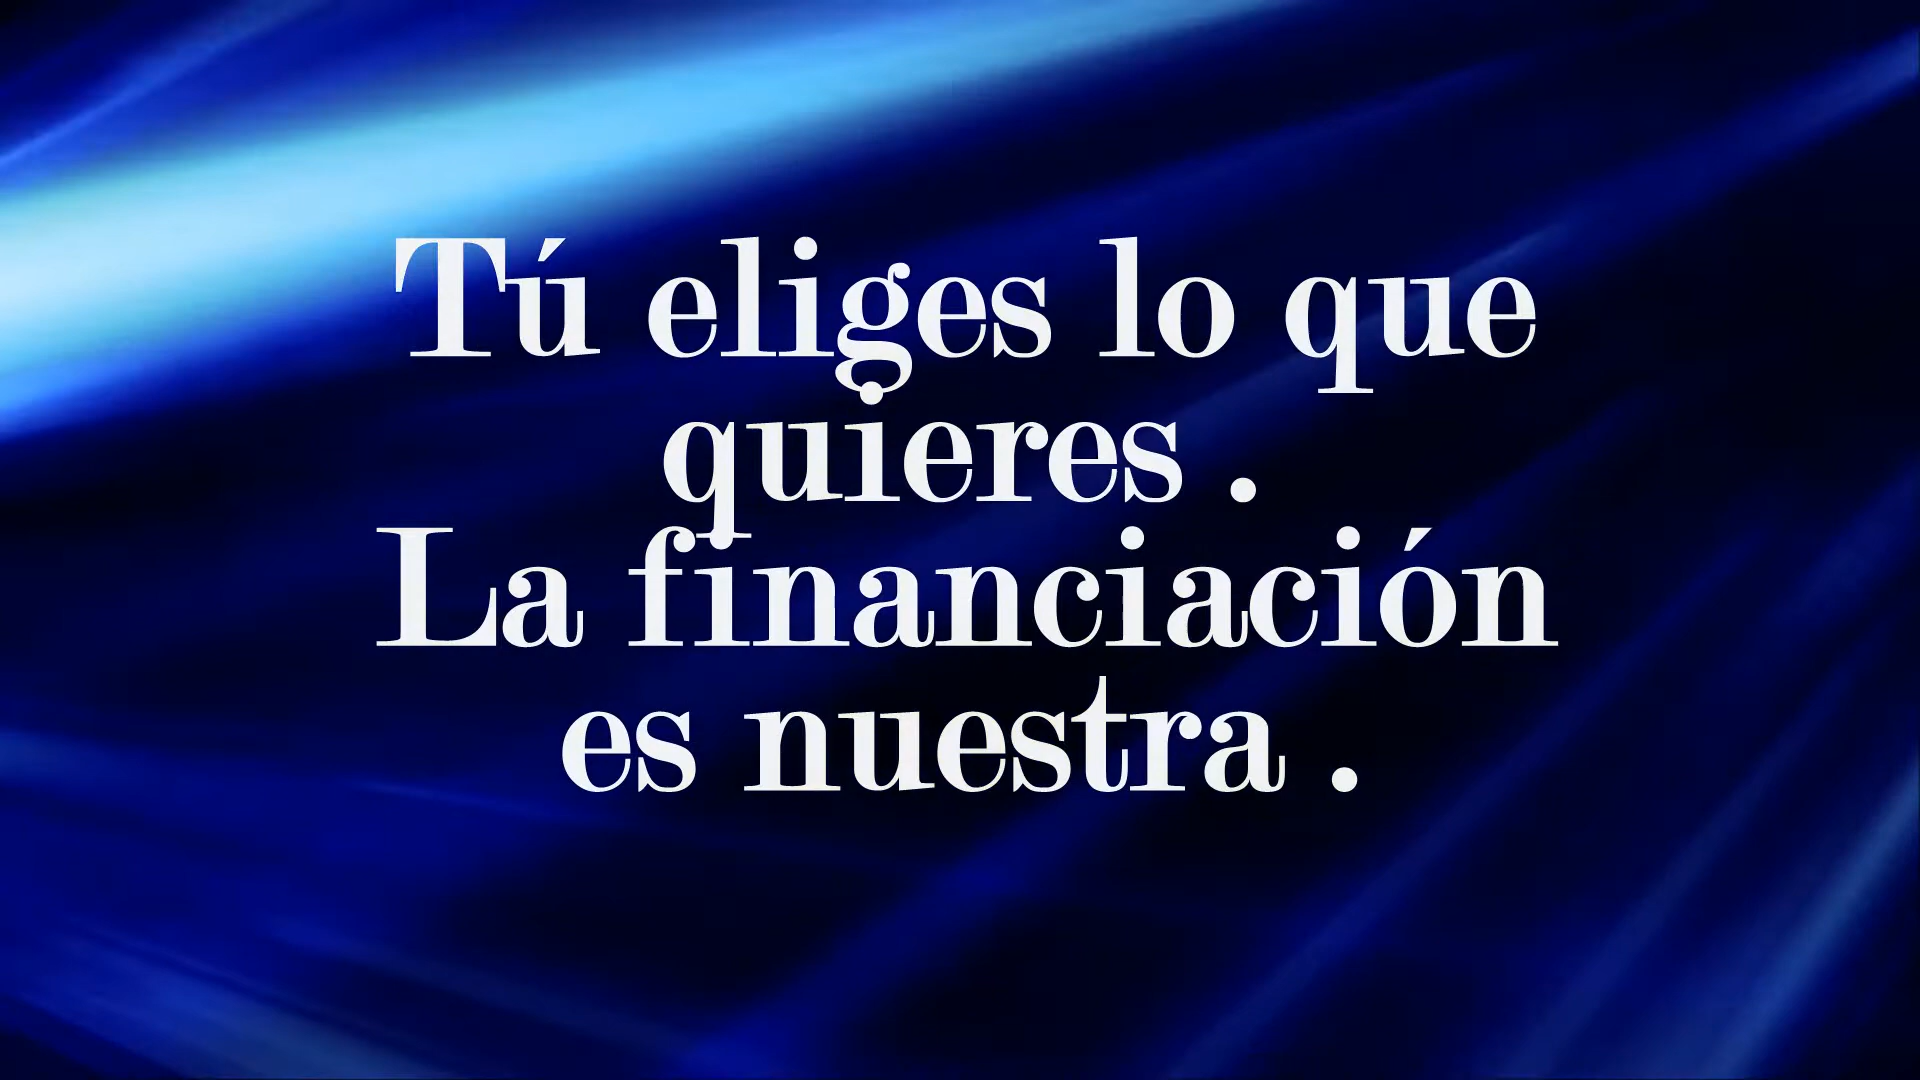 Tú eliges lo que
quieres .
La financiación
es nuestra .